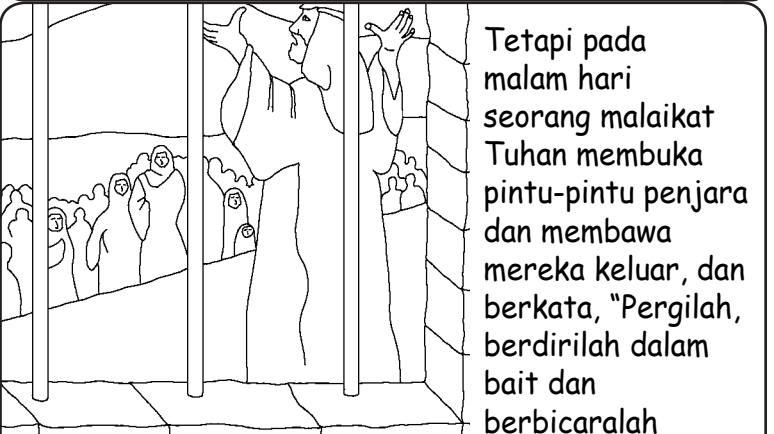 Tetapi pada
malam hari
seorang malaikat
Tuhan membuka
pintu-pintu penjara
dan membawa
mereka keluar, dan
berkata, “Pergilah,
berdirilah dalam
bait dan
berbicaralah